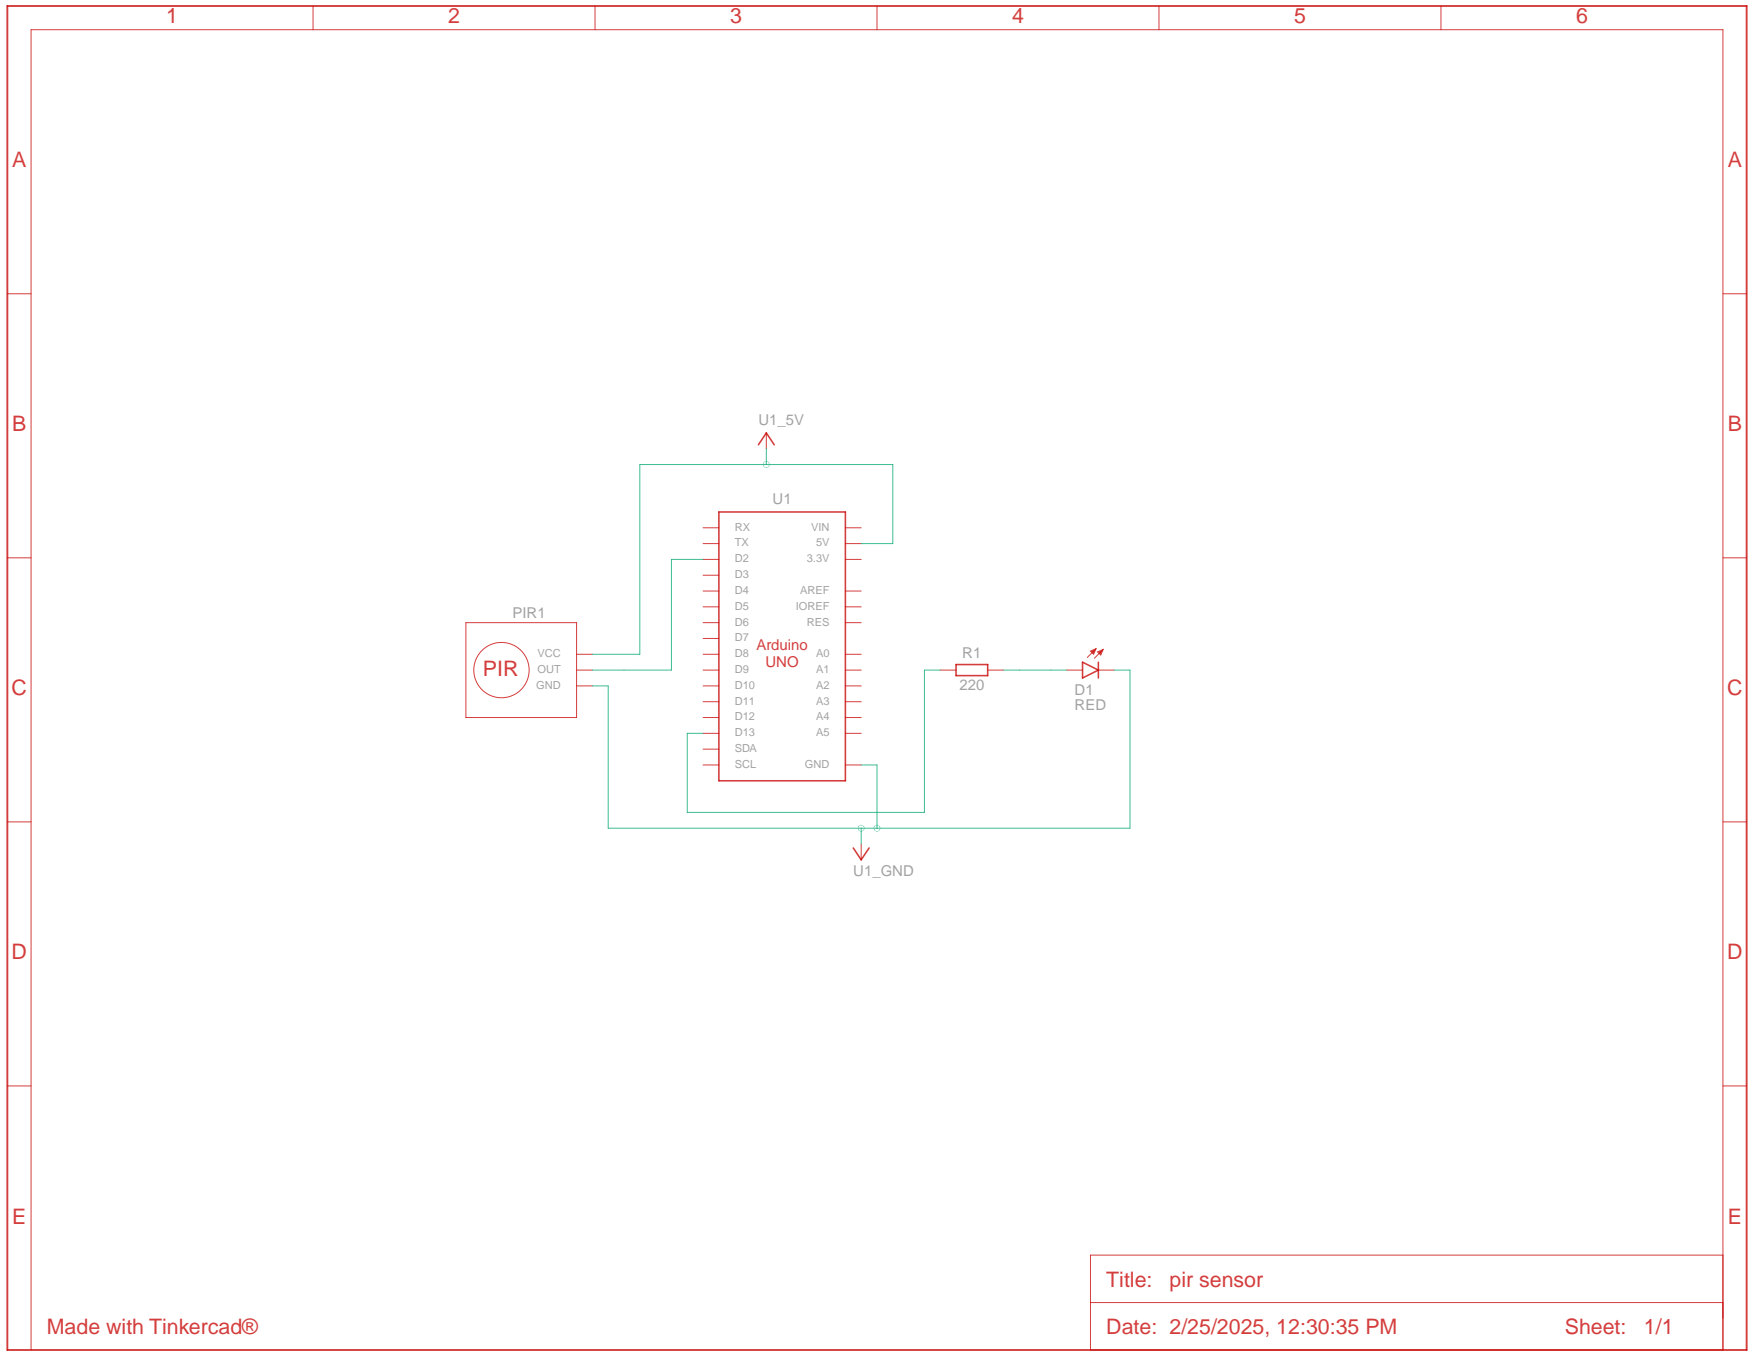 1 2 3 4 5 6
A A
B B
U1_5V
U1
RX VIN
TX 5V
D2 3.3V
D3
D4 AREF
D5 IOREF
D6 RES
D7
Arduino
UNO
D8 A0
D9 A1
D10 A2
D11 A3
D12 A4
D13 A5
SDA
SCL GND
PIR1
PIR
VCC
OUT
GND
R1
220
D1
RED
C C
U1_GND
D D
E E
Title: pir sensor
Made with Tinkercad®
Date: 2/25/2025, 12:30:35 PM Sheet: 1/1